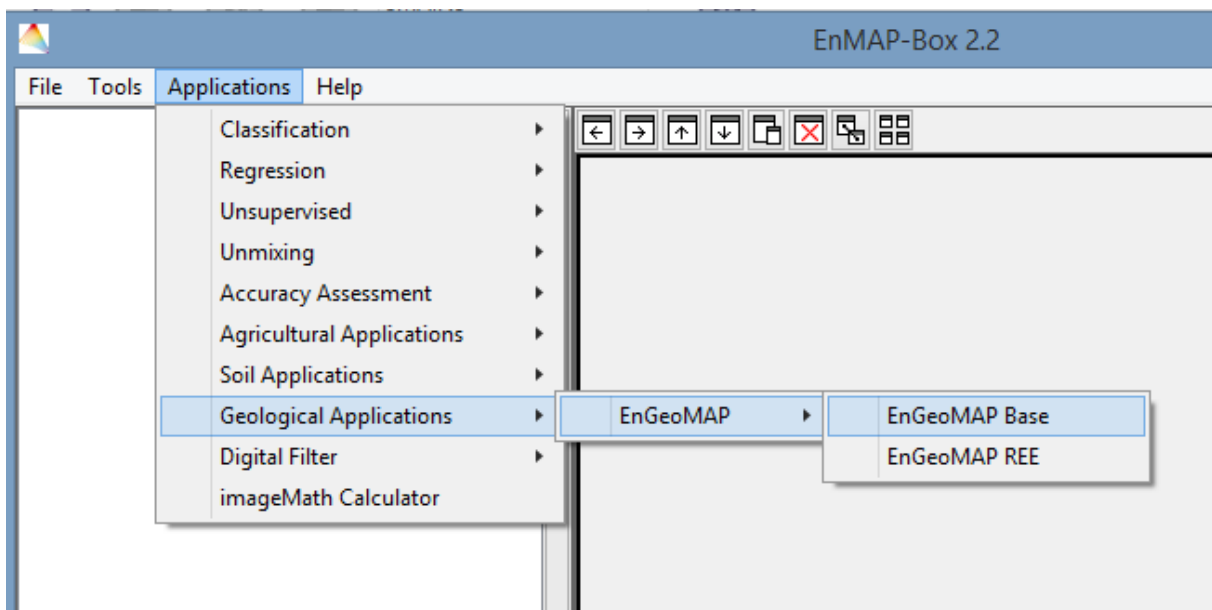 EnMAP-Box 2.2
File Tools Applications Help
Classification
Regression
Unsupervised
Unmixing
Accuracy Assessment
Agricultural Applications
Soil Applications
Geological Applications EnGeoMAP EnGeoMAP Base
Digital Filter EnGeoMAP REE
imageMath Calculator